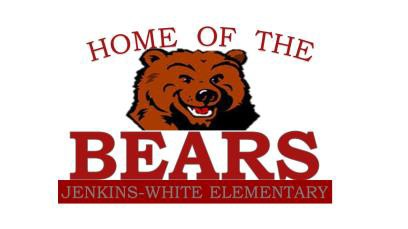 HOME OF THE
BEARS
JENKINS-WHITE ELEMENTARY